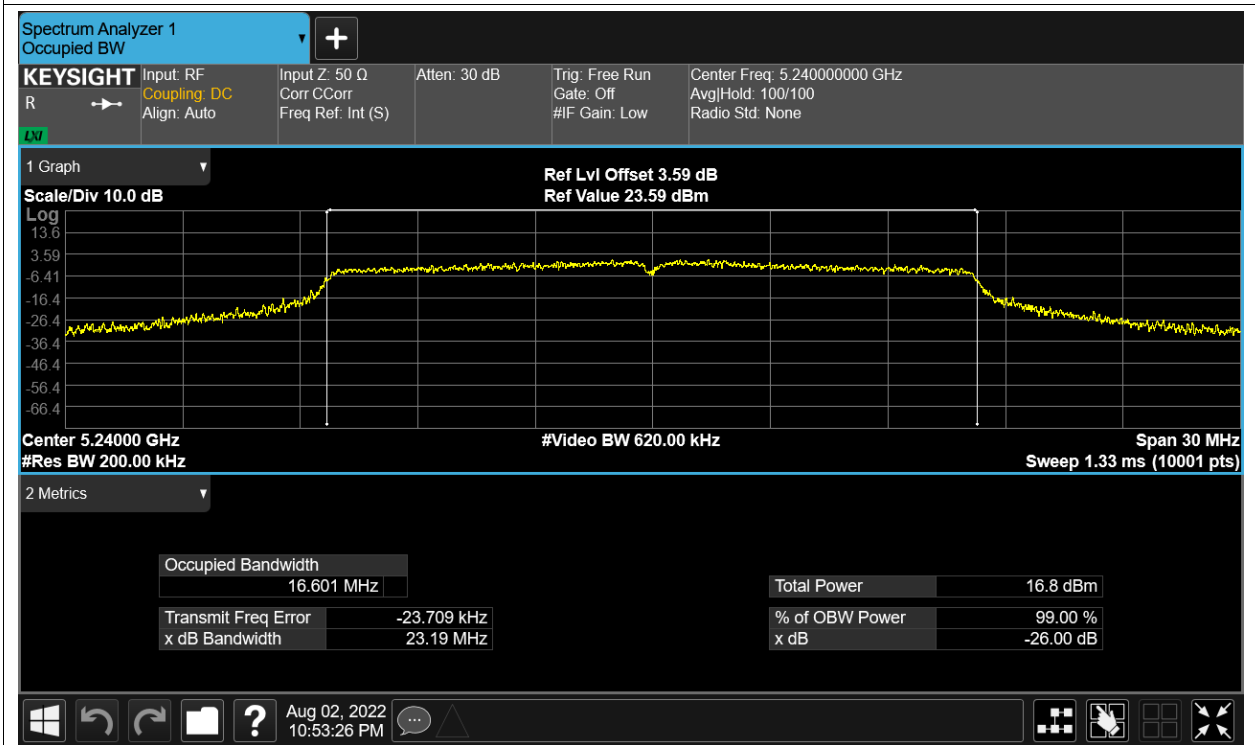 Spectrum Analyzer 1
Occupied BW
KEYSIGHT
R
LXI
Input: RF
Coupling: DC
Align: Auto
Input Z: 50 Ω
Corr CCorr
Freq Ref: Int (S)
Atten: 30 dB
Trig: Free Run
Gate: Off
#IF Gain: Low
Center Freq: 5.240000000 GHz
Avg|Hold: 100/100
Radio Std: None
1 Graph
Scale/Div 10.0 dB
Ref Lvl Offset 3.59 dB
Ref Value 23.59 dBm
Log
13.6
3.59
-6.41
-16.4
-26.4
-36.4
-46.4
-56.4
-66.4
Center 5.24000 GHz
#Res BW 200.00 kHz
#Video BW 620.00 kHz
Span 30 MHz
Sweep 1.33 ms (10001 pts)
2 Metrics
Occupied Bandwidth
16.601 MHz
Transmit Freq Error -23.709 kHz
x dB Bandwidth 23.19 MHz
Total Power 16.8 dBm
% of OBW Power 99.00 %
x dB -26.00 dB
?
Aug 02, 2022
10:53:26 PM